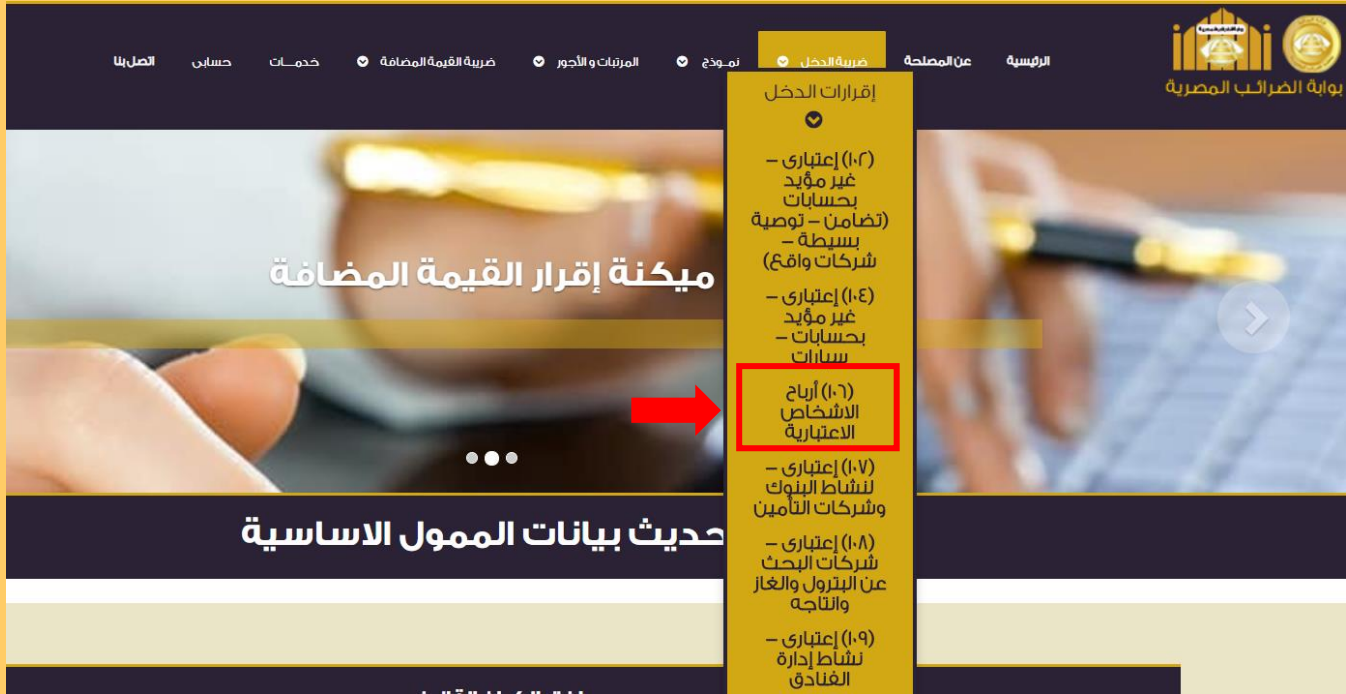 بوابة الضرائب المصرية
الرئيسية
عن المصلحة
ضريبة الدخل
نمـوذج
المرتبات و الأجور
ضريبة القيمة المضافة
خدمـــات
حسابى
اتصل بنا
إقرارات الدخل
(١٠٢) إعتبارى –
غير مؤيد
بحسابات
(تضامن – توصية
بسيطة –
شركات واقع)
(١٠٤) إعتبارى –
غير مؤيد
بحسابات –
سيارات
(١٠٦) أرباح
الاشخاص
الاعتبارية
(١٠٧) إعتبارى –
لنشاط البنوك
وشركات التأمين
(١٠٨) إعتبارى –
شركات البحث
عن البترول والغاز
وانتاجه
(١٠٩) إعتبارى –
نشاط إدارة
الفنادق
ميكنة إقرار القيمة المضافة
حديث بيانات الممول الاساسية